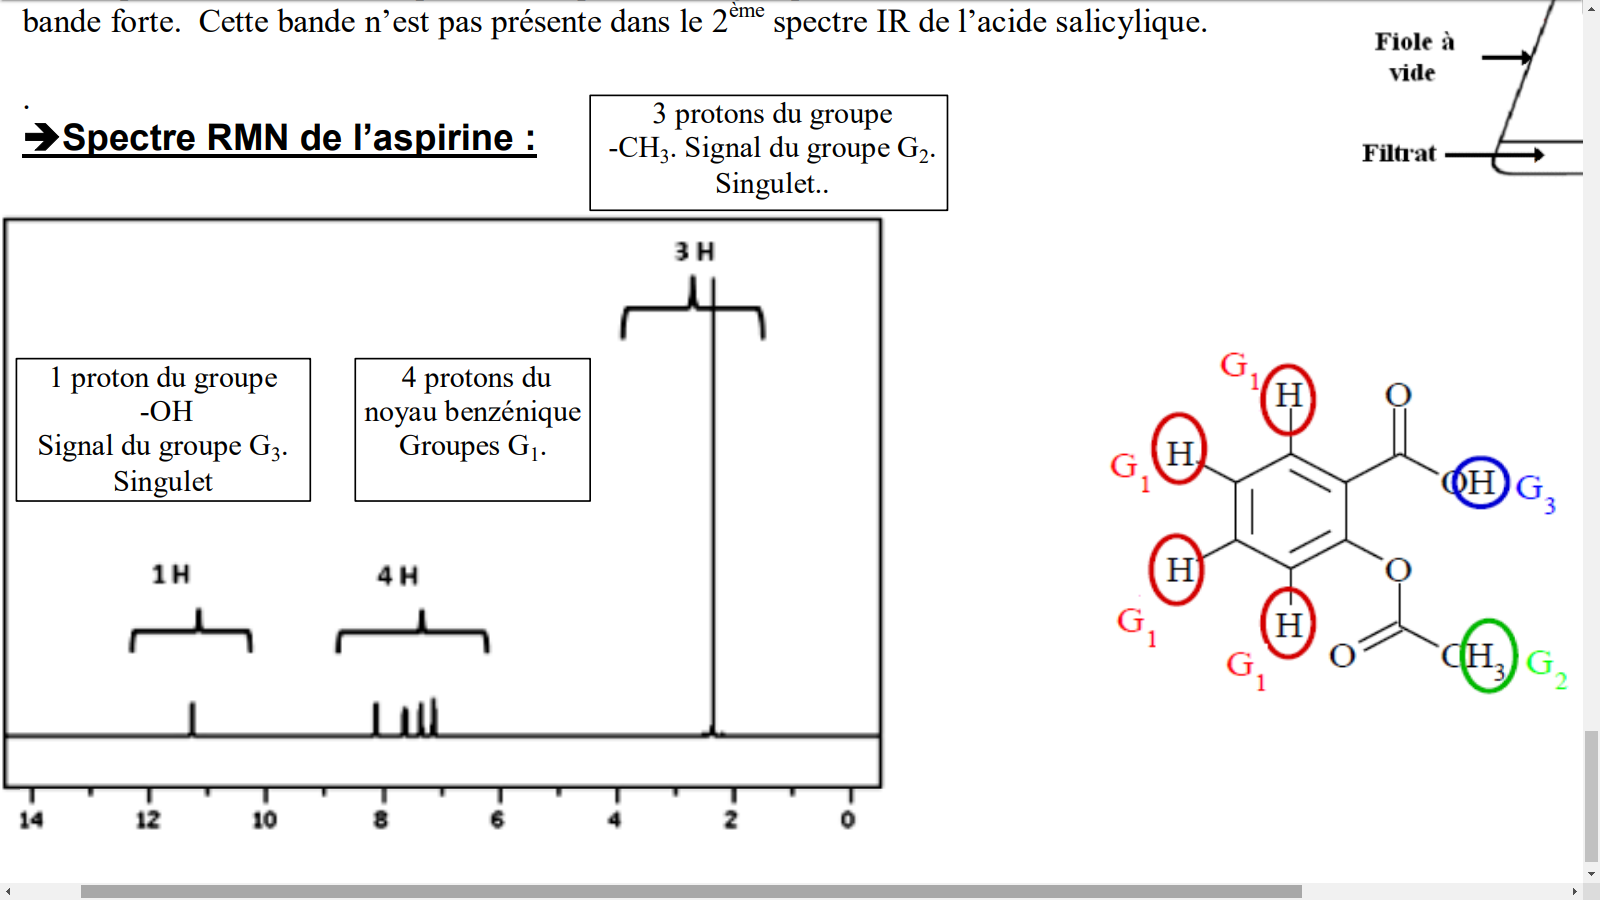 bande forte.  Cette bande n’est pas présente dans le 2ème spectre IR de l’acide salicylique.
.
➔Spectre RMN de l’aspirine :
3 protons du groupe
-CH3. Signal du groupe G2.
Singulet..
Fiole à
vide
Filtrat
3 H
1 proton du groupe
-OH
Signal du groupe G3.
Singulet
4 protons du
noyau benzénique
Groupes G1.
1 H
4 H
14 12 10 8 6 4 2 0
G1
H
O
G1
H
OH
G3
H
O
G1
H
G1
O
CH3
G2